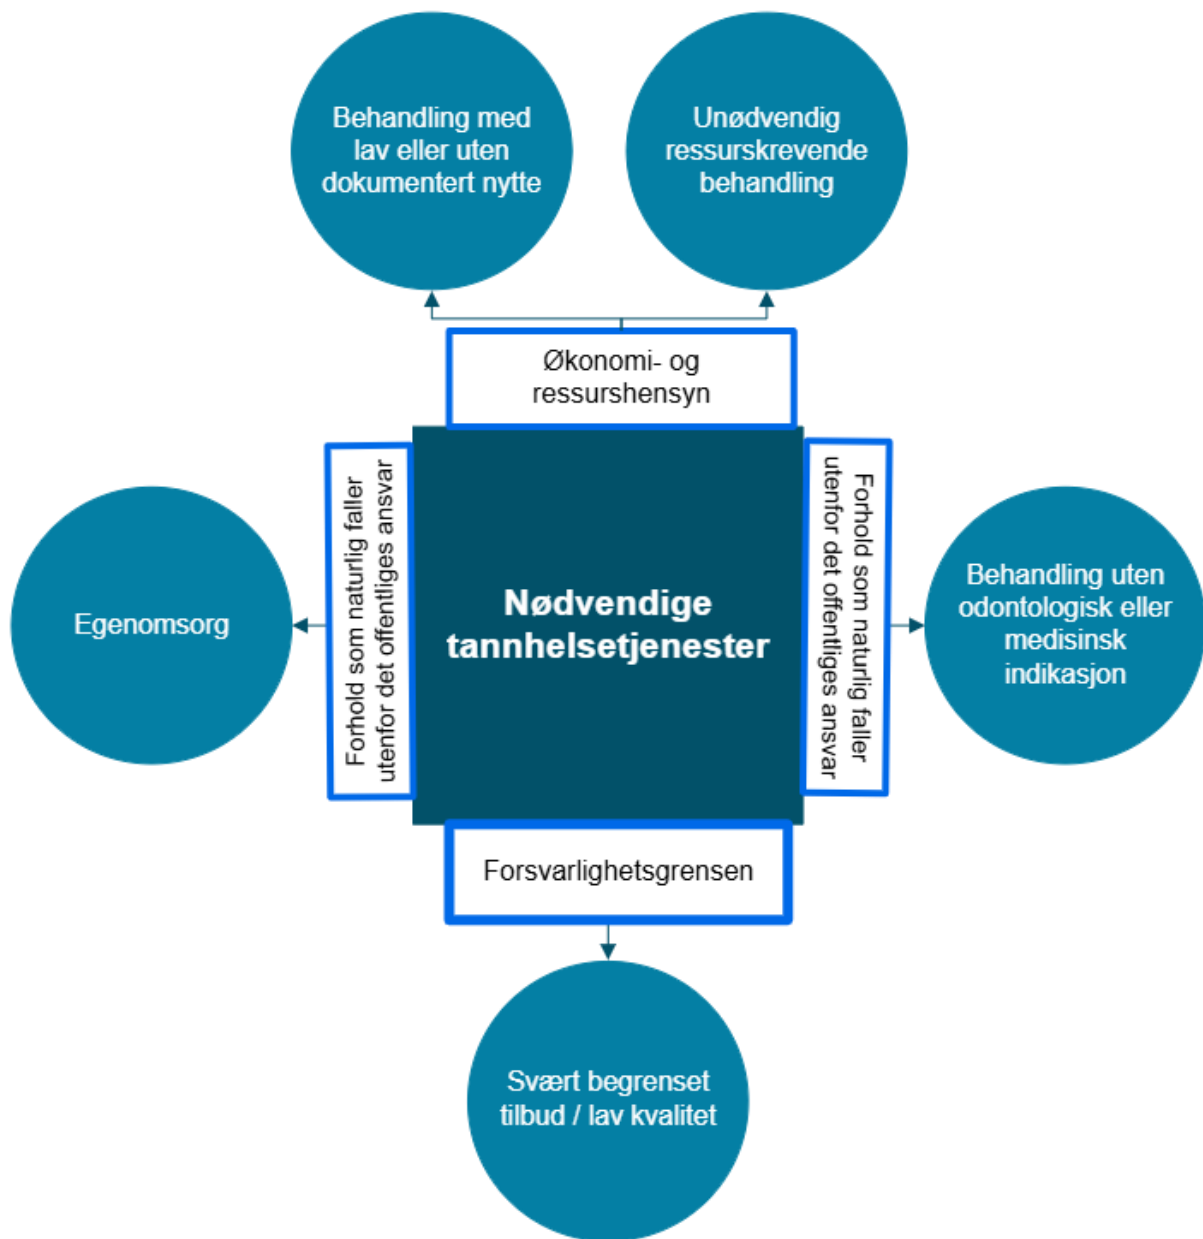 Behandling med
lav eller uten
dokumentert nytte
Unødvendig
ressurskrevende
behandling
Økonomi- og
ressurshensyn
Egenomsorg
Forhold som naturlig faller
utenfor det offentliges ansvar
Nødvendige
tannhelsetjenester
Forhold som naturlig faller
utenfor det offentliges ansvar
Behandling uten
odontologisk eller
medisinsk
indikasjon
Forsvarlighetsgrensen
Svært begrenset
tilbud / lav kvalitet